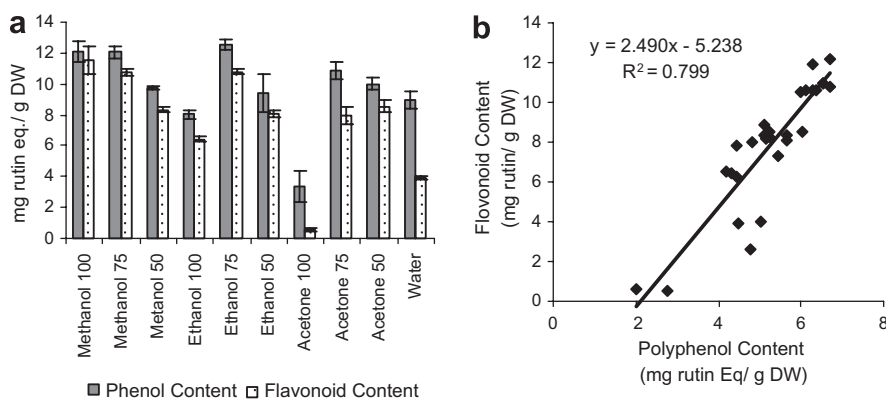 a
mg rutin eq./ g DW
14
12
10
8
6
4
2
0
Methanol 100
Methanol 75
Metanol 50
Ethanol 100
Ethanol 75
Ethanol 50
Acetone 100
Acetone 75
Acetone 50
Water
Phenol Content
Flavonoid Content
b
y = 2.490x - 5.238
R² = 0.799
Flovonoid Content
(mg rutin/ g DW)
14
12
10
8
6
4
2
0
0
2
4
6
8
Polyphenol Content
(mg rutin Eq/ g DW)